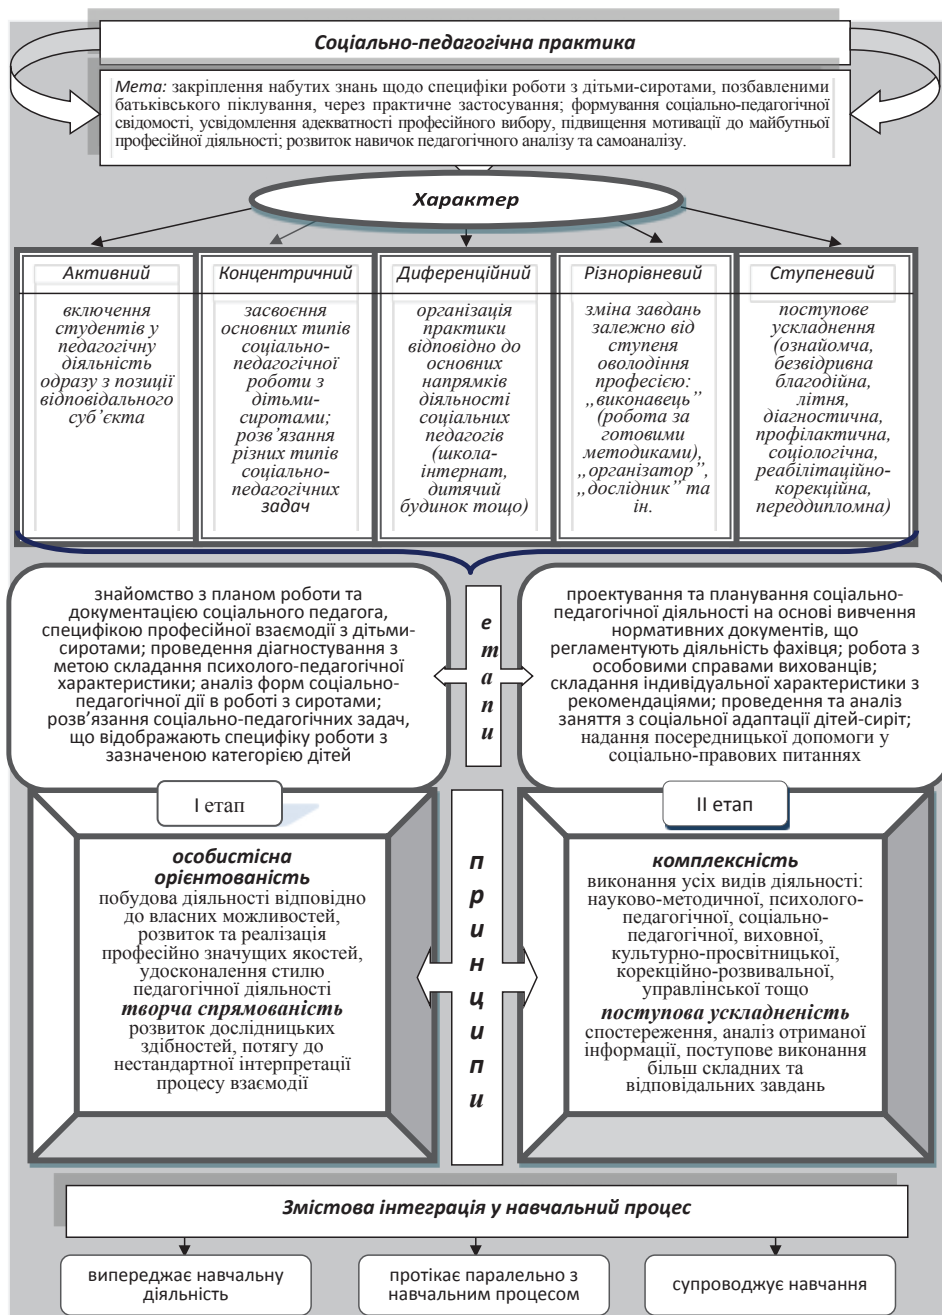 Соціально-педагогічна практика
Мета: закріплення набутих знань щодо специфіки роботи з дітьми-сиротами, позбавленими
батьківського піклування, через практичне застосування; формування соціально-педагогічної
свідомості, усвідомлення адекватності професійного вибору, підвищення мотивації до майбутньої
професійної діяльності; розвиток навичок педагогічного аналізу та самоаналізу.
Характер
Активний
включення
студентів у
педагогічну
діяльність
одразу з позиції
відповідального
суб’єкта
Концентричний
засвоєння
основних типів
соціально-
педагогічної
роботи з
дітьми-
сиротами;
розв’язання
різних типів
соціально-
педагогічних
задач
Диференційний
організація
практики
відповідно до
основних
напрямків
діяльності
соціальних
педагогів
(школа-
інтернат,
дитячий
будинок тощо)
Різнорівневий
зміна завдань
залежно від
ступеня
оволодіння
професією:
„виконавець”
(робота за
готовими
методиками),
„організатор”,
„дослідник” та
ін.
Ступеневий
поступове
ускладнення
(ознайомча,
безвідривна
благодійна,
літня,
діагностична,
профілактична,
соціологічна,
реабілітаційно-
корекційна,
переддипломна)
знайомство з планом роботи та
документацією соціального педагога,
специфікою професійної взаємодії з дітьми-
сиротами; проведення діагностування з
метою складання психолого-педагогічної
характеристики; аналіз форм соціально-
педагогічної дії в роботі з сиротами;
розв’язання соціально-педагогічних задач,
що відображають специфіку роботи з
зазначеною категорією дітей
етапи
проектування та планування соціально-
педагогічної діяльності на основі вивчення
нормативних документів, що
регламентують діяльність фахівця; робота з
особовими справами вихованців;
складання індивідуальної характеристики з
рекомендаціями; проведення та аналіз
заняття з соціальної адаптації дітей-сиріт;
надання посередницької допомоги у
соціально-правових питаннях
І етап
особистісна
орієнтованість
побудова діяльності відповідно
до власних можливостей,
розвиток та реалізація
професійно значущих якостей,
удосконалення стилю
педагогічної діяльності
творча спрямованість
розвиток дослідницьких
здібностей, потягу до
нестандартної інтерпретації
процесу взаємодії
принципи
ІІ етап
комплексність
виконання усіх видів діяльності:
науково-методичної, психолого-
педагогічної, соціально-
педагогічної, виховної,
культурно-просвітницької,
корекційно-розвивальної,
управлінської тощо
поступова ускладненість
спостереження, аналіз отриманої
інформації, поступове виконання
більш складних та
відповідальних завдань
Змістова інтеграція у навчальний процес
випереджає навчальну
діяльність
протікає паралельно з
навчальним процесом
супроводжує навчання